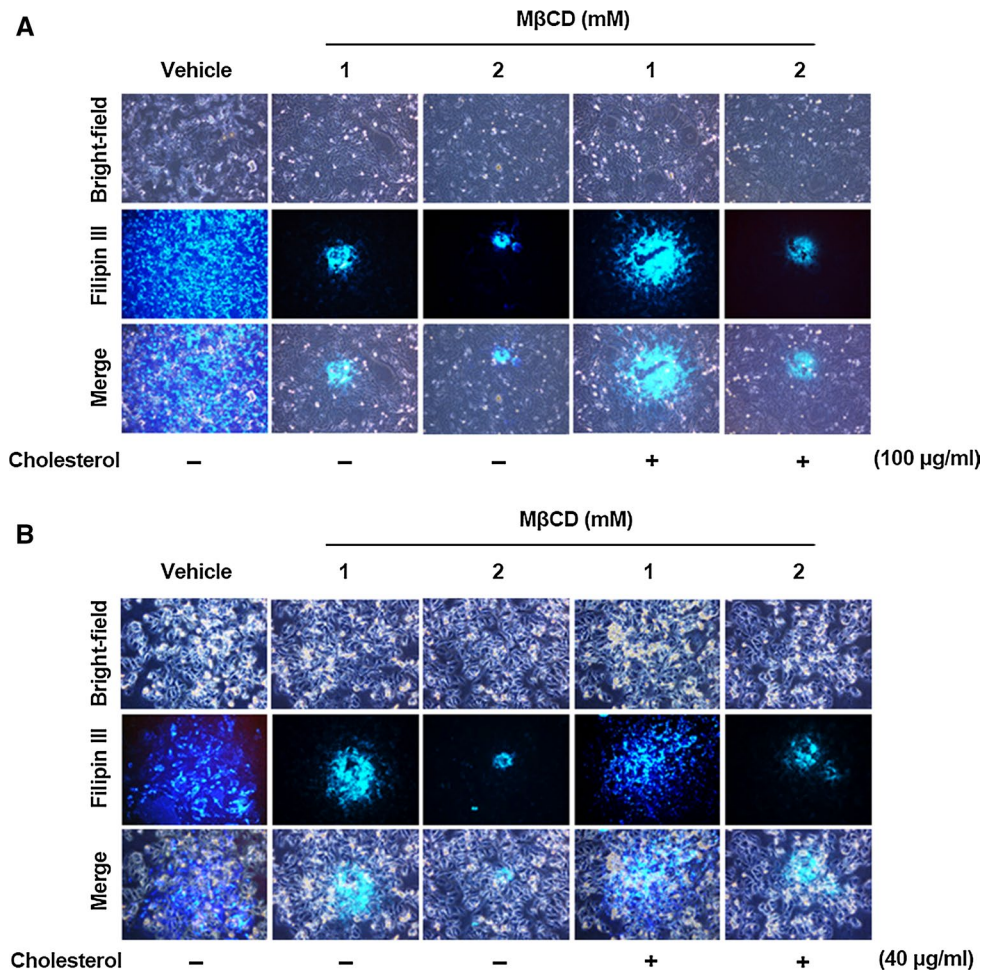 A
MβCD (mM)
Vehicle 1 2 1 2
Bright-field
Filipin III
Merge
Cholesterol – – – + + (100 μg/ml)
B
MβCD (mM)
Vehicle 1 2 1 2
Bright-field
Filipin III
Merge
Cholesterol – – – + + (40 μg/ml)